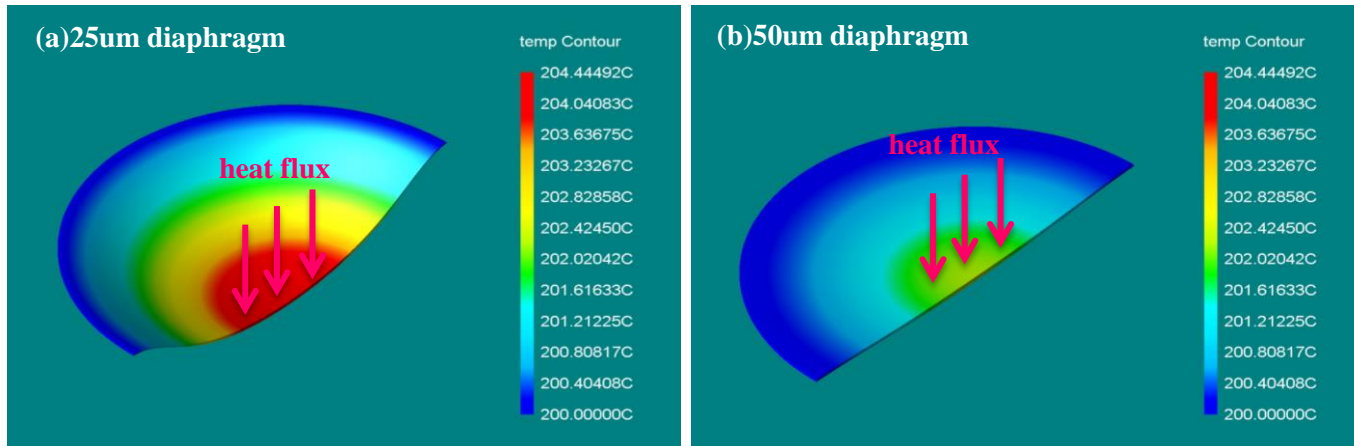 (a)25um diaphragm
temp Contour
204.44492C
204.04083C
203.63675C
203.23267C
202.82858C
202.42450C
202.02042C
201.61633C
201.21225C
200.80817C
200.40408C
200.00000C
heat flux
(b)50um diaphragm
temp Contour
204.44492C
204.04083C
203.63675C
203.23267C
202.82858C
202.42450C
202.02042C
201.61633C
201.21225C
200.80817C
200.40408C
200.00000C
heat flux